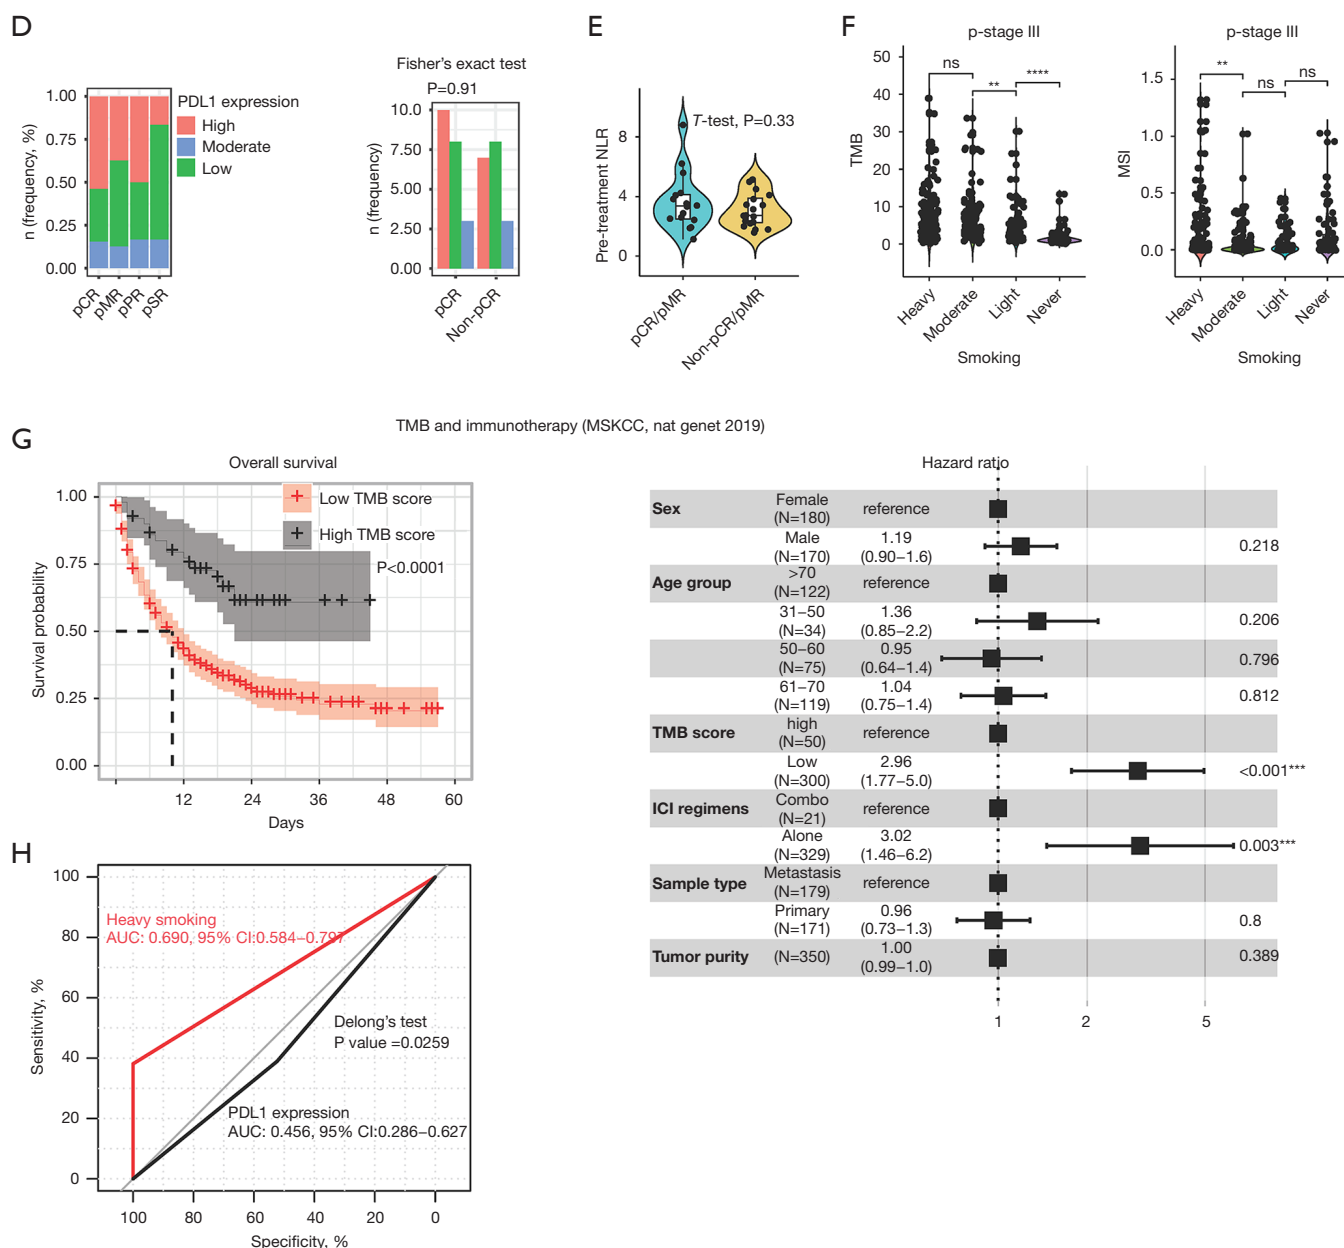 D
PDL1 expression
High
Moderate
Low
n (frequency, %)
1.00
0.75
0.50
0.25
0.00
pCR
pMR
pPR
pSR
Fisher's exact test
P=0.91
n (frequency)
10.0
7.50
5.00
2.50
0.00
pCR
Non-pCR
E
T-test, P=0.33
Pre-treatment NLR
8
4
0
pCR/pMR
Non-pCR/pMR
F
p-stage III
ns
**
****
TMB
50
40
30
20
10
0
Heavy
Moderate
Light
Never
Smoking
p-stage III
**
ns
ns
MSI
1.5
1.0
0.5
0.0
Heavy
Moderate
Light
Never
Smoking
TMB and immunotherapy (MSKCC, nat genet 2019)
G
Overall survival
Low TMB score
High TMB score
P<0.0001
Survival probability
1.00
0.75
0.50
0.25
0.00
12 24 36 48 60
Days
Hazard ratio
Sex Female (N=180) reference
Male (N=170) 1.19 (0.90–1.6) 0.218
Age group >70 (N=122) reference
31–50 (N=34) 1.36 (0.85–2.2) 0.206
50–60 (N=75) 0.95 (0.64–1.4) 0.796
61–70 (N=119) 1.04 (0.75–1.4) 0.812
TMB score high (N=50) reference
Low (N=300) 2.96 (1.77–5.0) <0.001***
ICI regimens Combo (N=21) reference
Alone (N=329) 3.02 (1.46–6.2) 0.003***
Sample type Metastasis (N=179) reference
Primary (N=171) 0.96 (0.73–1.3) 0.8
Tumor purity (N=350) 1.00 (0.99–1.0) 0.389
1 2 5
H
Heavy smoking
AUC: 0.690, 95% CI:0.584–0.797
Delong's test
P value =0.0259
PDL1 expression
AUC: 0.456, 95% CI:0.286–0.627
Sensitivity, %
100
80
60
40
20
0
100 80 60 40 20 0
Specificity, %